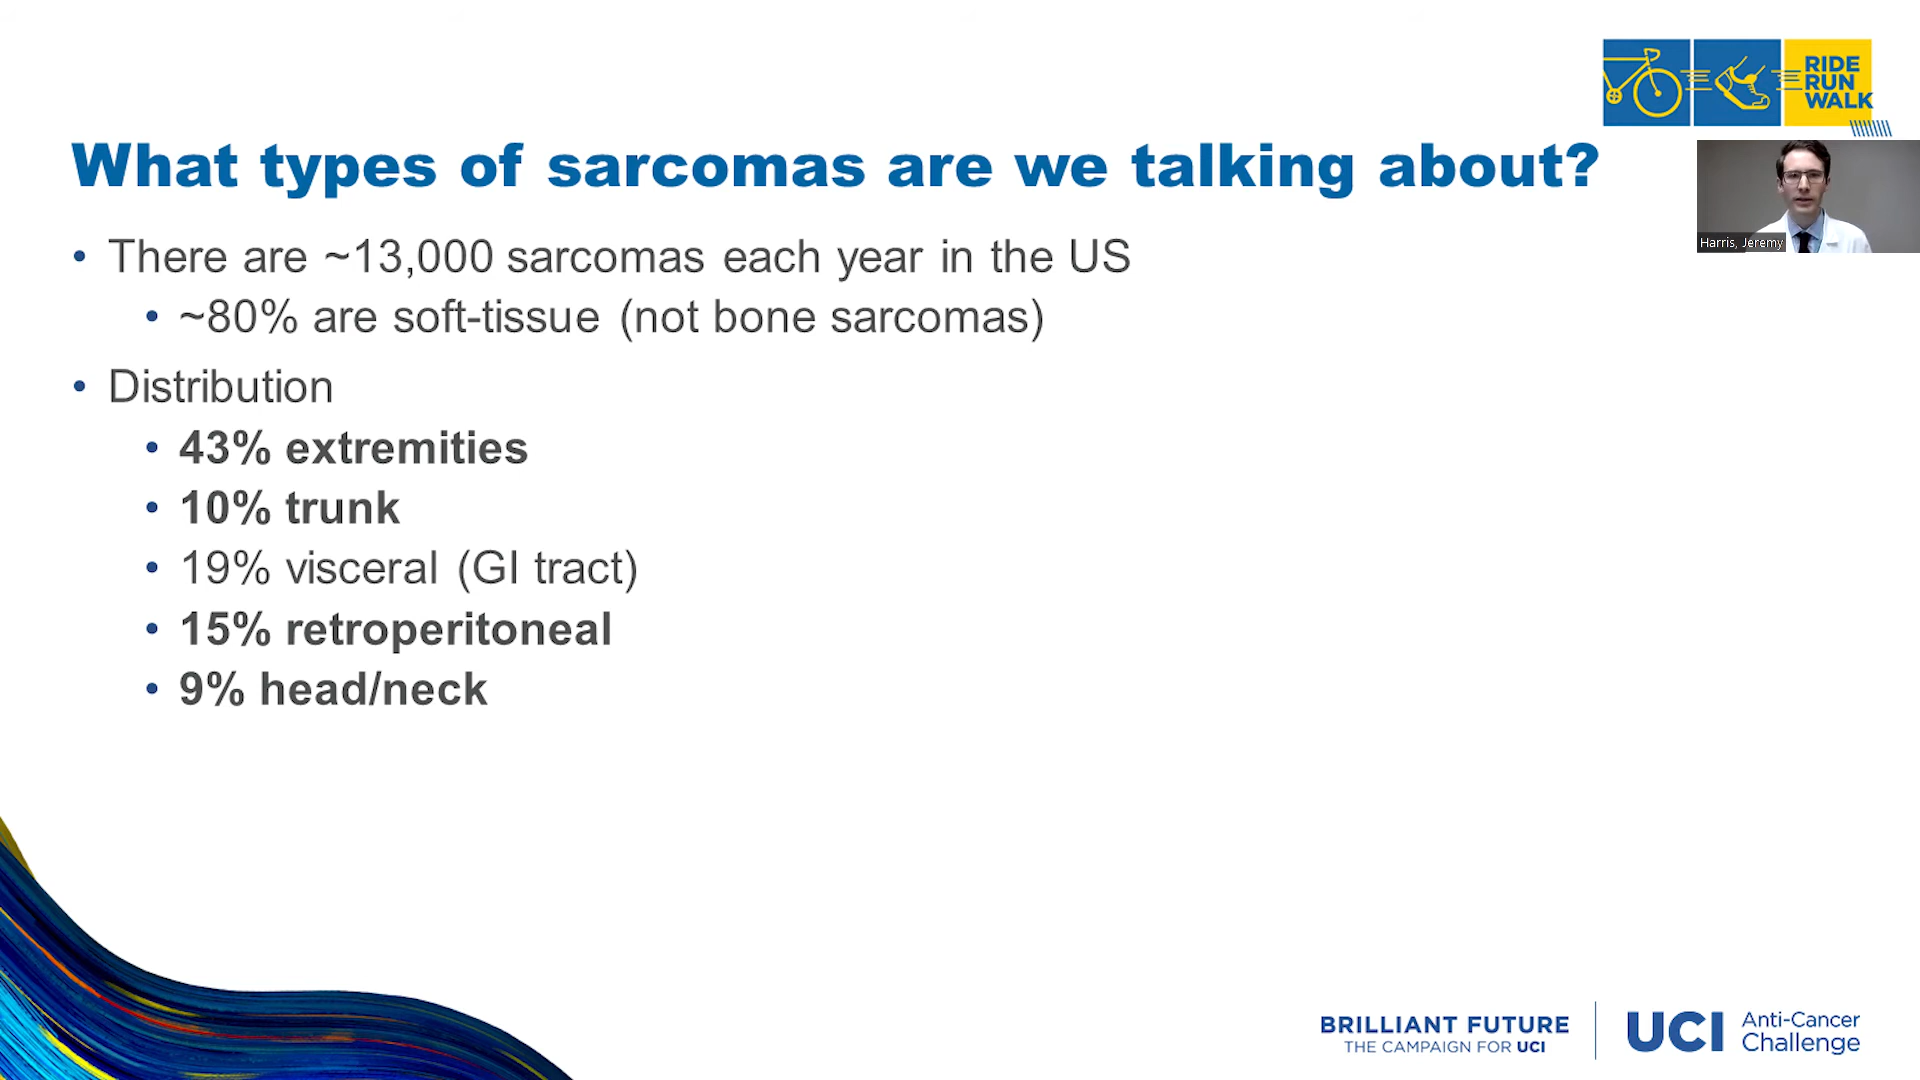 RIDE
RUN
WALK
What types of sarcomas are we talking about?
Harris, Jeremy
• There are ~13,000 sarcomas each year in the US
• ~80% are soft-tissue (not bone sarcomas)
• Distribution
• 43% extremities
• 10% trunk
• 19% visceral (GI tract)
• 15% retroperitoneal
• 9% head/neck
BRILLIANT FUTURE
THE CAMPAIGN FOR UCI
UCI Anti-Cancer
Challenge